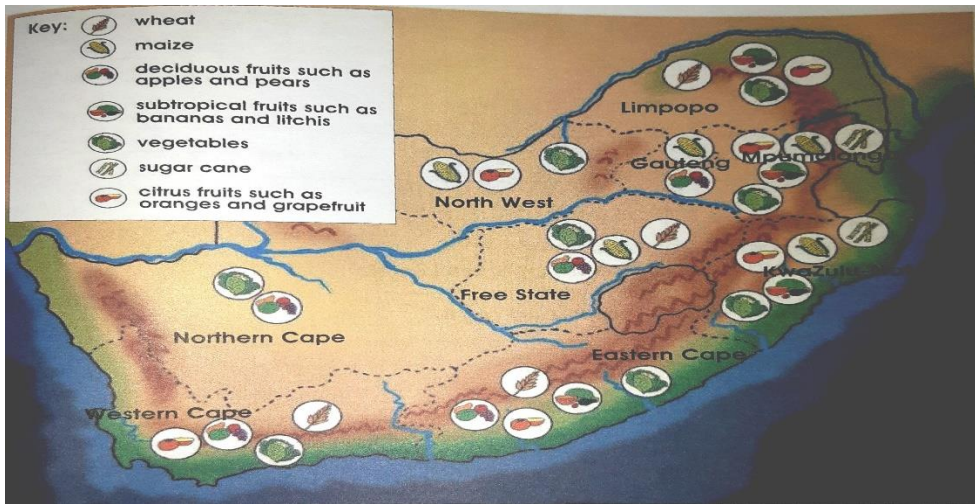 Key:
wheat
maize
deciduous fruits such as
apples and pears
subtropical fruits such as
bananas and litchis
vegetables
sugar cane
citrus fruits such as
oranges and grapefruit
Limpopo
Gauteng
North West
Free State
Northern Cape
Eastern Cape
Western Cape